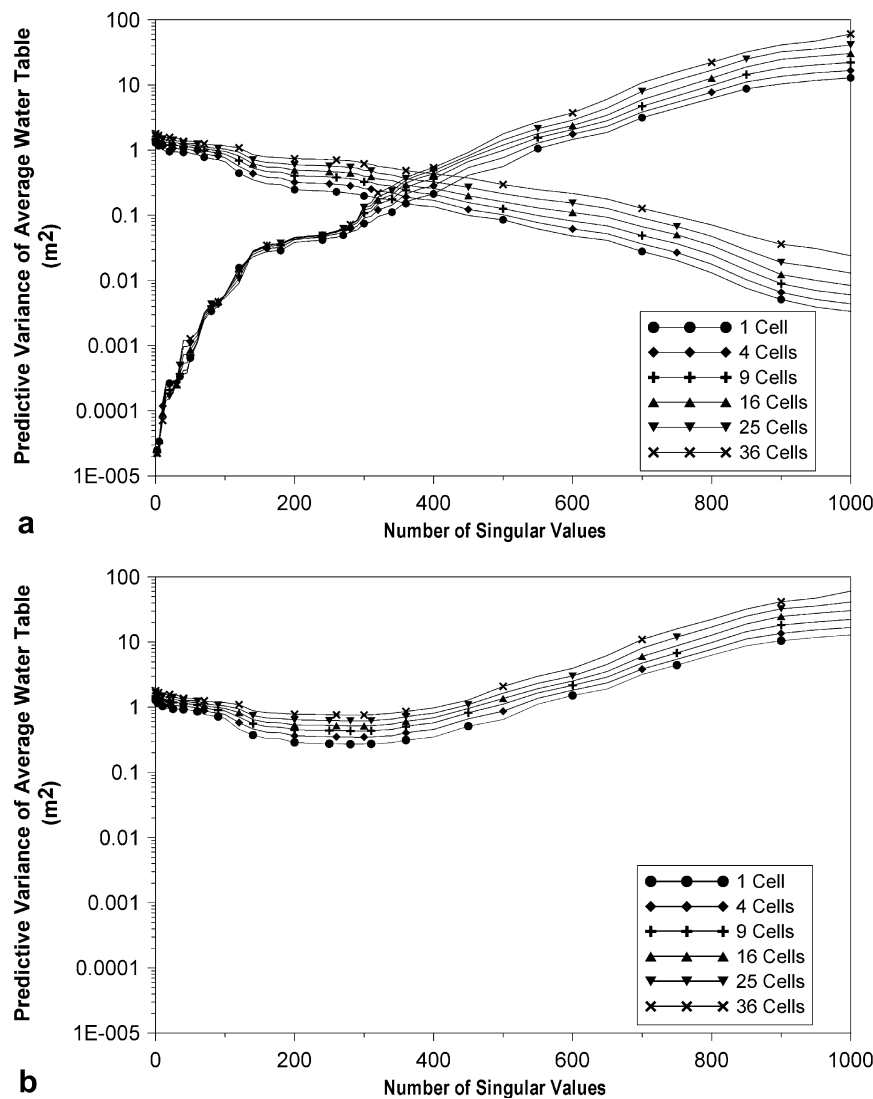 100
10
1
0.1
0.01
0.001
0.0001
1E-005
Predictive Variance of Average Water Table
(m2)
0
200
400
600
800
1000
Number of Singular Values
1 Cell
4 Cells
9 Cells
16 Cells
25 Cells
36 Cells
a
100
10
1
0.1
0.01
0.001
0.0001
1E-005
Predictive Variance of Average Water Table
(m2)
0
200
400
600
800
1000
Number of Singular Values
1 Cell
4 Cells
9 Cells
16 Cells
25 Cells
36 Cells
b